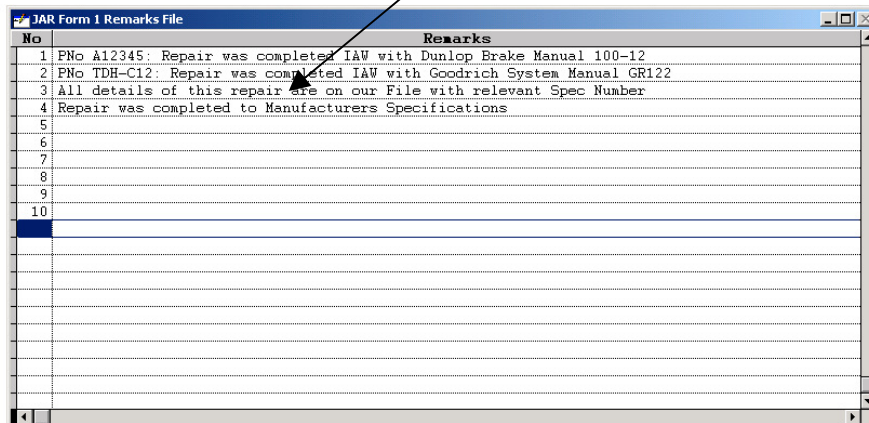 JAR Form 1 Remarks File
No Remarks
1 PNo A12345: Repair was completed IAW with Dunlop Brake Manual 100-12
2 PNo TDH-C12: Repair was completed IAW with Goodrich System Manual GR122
3 All details of this repair are on our File with relevant Spec Number
4 Repair was completed to Manufacturers Specifications
5
6
7
8
9
10